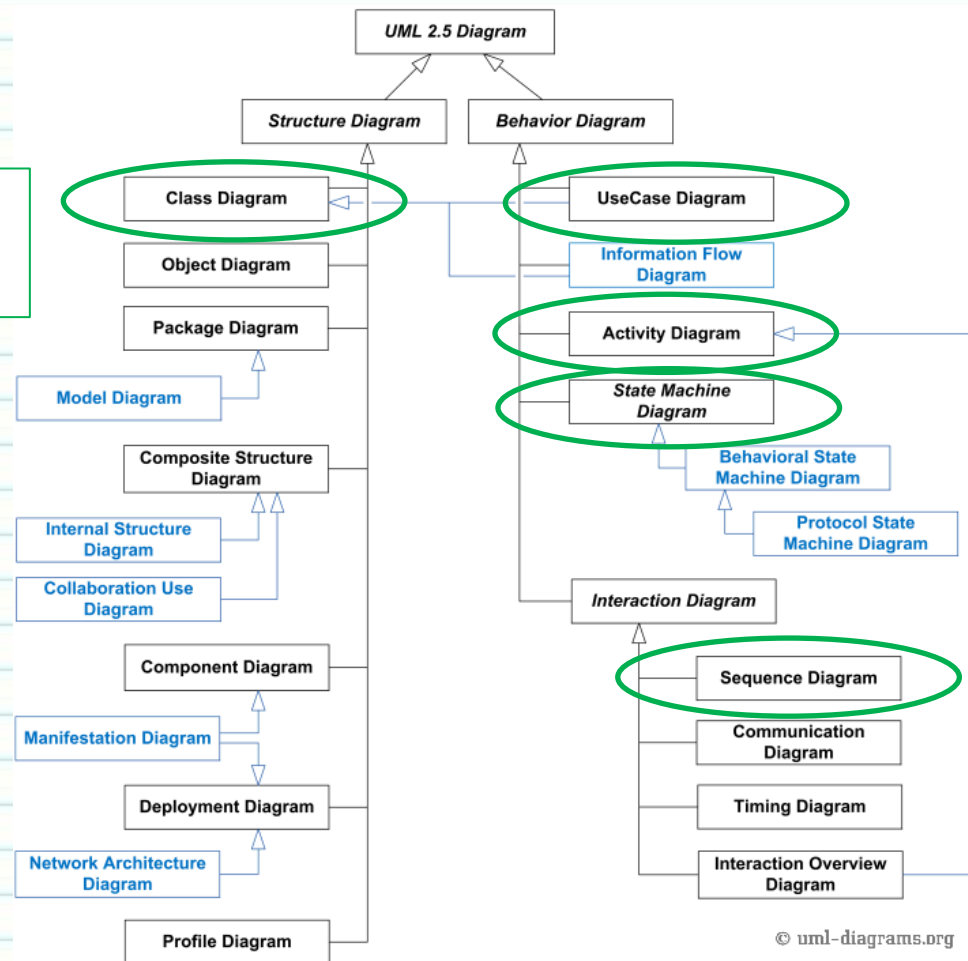 UML 2.5 Diagram
Structure Diagram
Behavior Diagram
Class Diagram
UseCase Diagram
Object Diagram
Information Flow
Diagram
Package Diagram
Activity Diagram
Model Diagram
State Machine
Diagram
Composite Structure
Diagram
Behavioral State
Machine Diagram
Internal Structure
Diagram
Protocol State
Machine Diagram
Collaboration Use
Diagram
Interaction Diagram
Component Diagram
Sequence Diagram
Manifestation Diagram
Communication
Diagram
Deployment Diagram
Timing Diagram
Network Architecture
Diagram
Interaction Overview
Diagram
Profile Diagram
© uml-diagrams.org